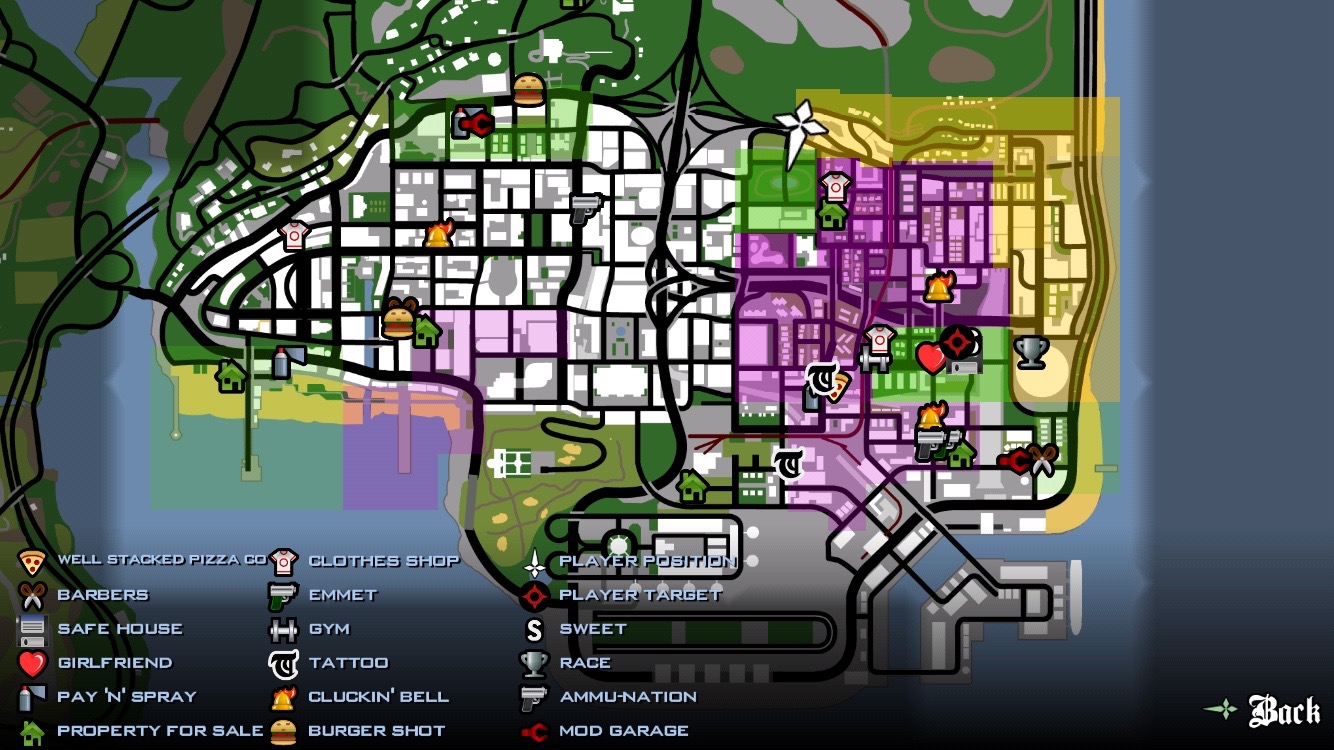 WELL STACKED PIZZA CO
BARBERS
SAFE HOUSE
GIRLFRIEND
PAY 'N' SPRAY
PROPERTY FOR SALE
CLOTHES SHOP
EMMET
GYM
TATTOO
CLUCKIN' BELL
BURGER SHOT
PLAYER POSITION
PLAYER TARGET
S SWEET
RACE
AMMU-NATION
MOD GARAGE
Back